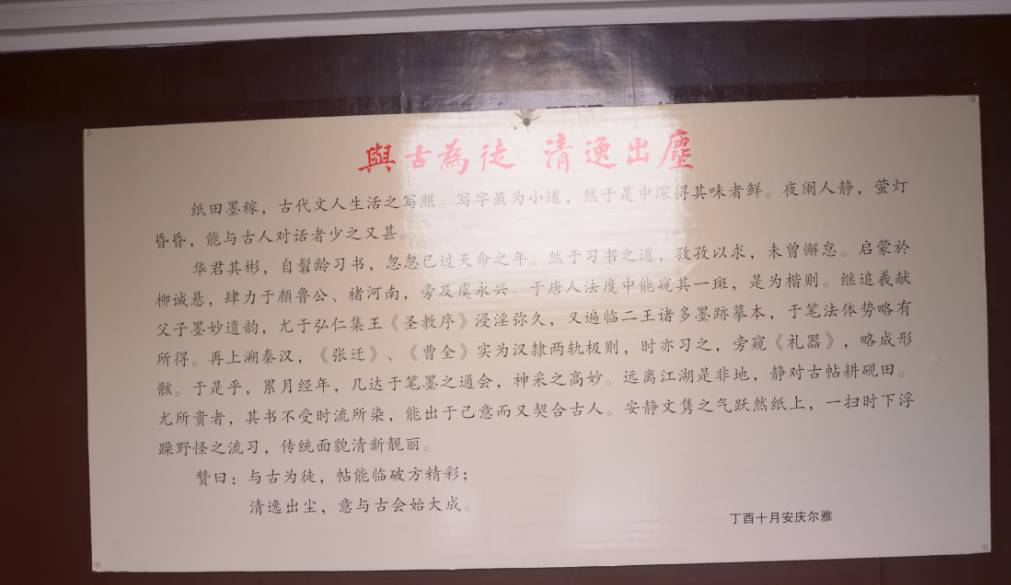 與古為徒 清逸出塵
纸田墨稼，古代文人生活之写照。写字虽为小道，然于是中深得其味者鲜。夜阑人静，萤灯
昏昏，能与古人对话者少之又甚。
华君其彬，自髫龄习书，忽忽已过天命之年。然于习书之道，孜孜以求，未曾懈怠。启蒙於
柳诚悬，肆力于顏鲁公、褚河南，旁及虞永兴。于唐人法度中能窥其一斑，是为楷则。继追羲献
父子墨妙遗韵，尤于弘仁集王《圣教序》浸淫弥久，又遍临二王诸多墨跡摹本，于笔法体势略有
所得。再上溯秦汉，《张迁》、《曹全》实为汉隸两轨极则，时亦习之，旁窥《礼器》，略成形
骸。于是乎，累月经年，几达于笔墨之通会，神采之高妙。远离江湖是非地，静对古帖耕砚田。
尤所贵者，其书不受时流所染，能出于己意而又契合古人。安静文隽之气跃然纸上，一扫时下浮
躁野怪之流习，传统面貌清新靓丽。
赞曰：与古为徒，帖能临破方精彩；
清逸出尘，意与古会始大成。
丁酉十月安庆尔雅